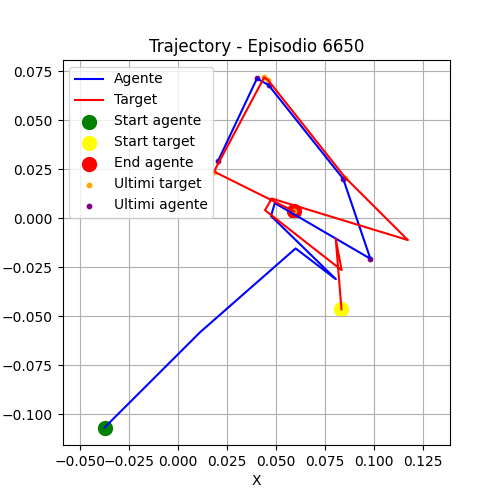 Trajectory - Episodio 6650
Agente
Target
Start agente
Start target
End agente
Ultimi target
Ultimi agente
0.075
0.050
0.025
0.000
−0.025
−0.050
−0.075
−0.100
−0.050 −0.025 0.000 0.025 0.050 0.075 0.100 0.125
X